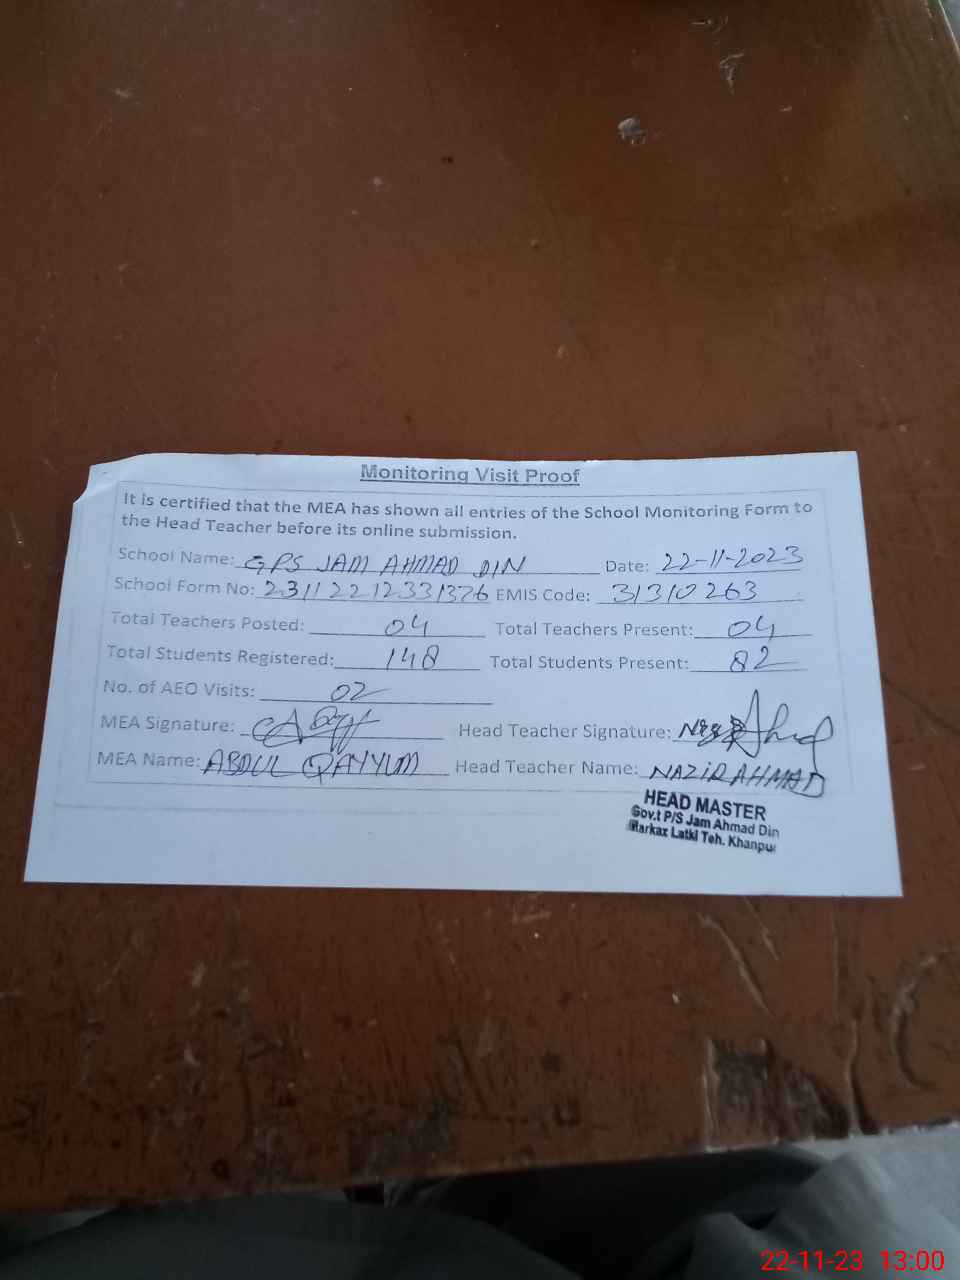 Monitoring Visit Proof
It is certified that the MEA has shown all entries of the School Monitoring Form to
the Head Teacher before its online submission.
School Name: GPS JAM AHMAD DIN Date: 22-11-2023
School Form No: 23112212331376 EMIS Code: 31310263
Total Teachers Posted: 04 Total Teachers Present: 04
Total Students Registered: 148 Total Students Present: 82
No. of AEO Visits: 02
MEA Signature: Head Teacher Signature:
MEA Name: ABDUL QAYYUM Head Teacher Name: NAZIR AHMAD
HEAD MASTER
Gov.t P/S Jam Ahmad Din
Markaz Latki Teh. Khanpur
22-11-23 13:00